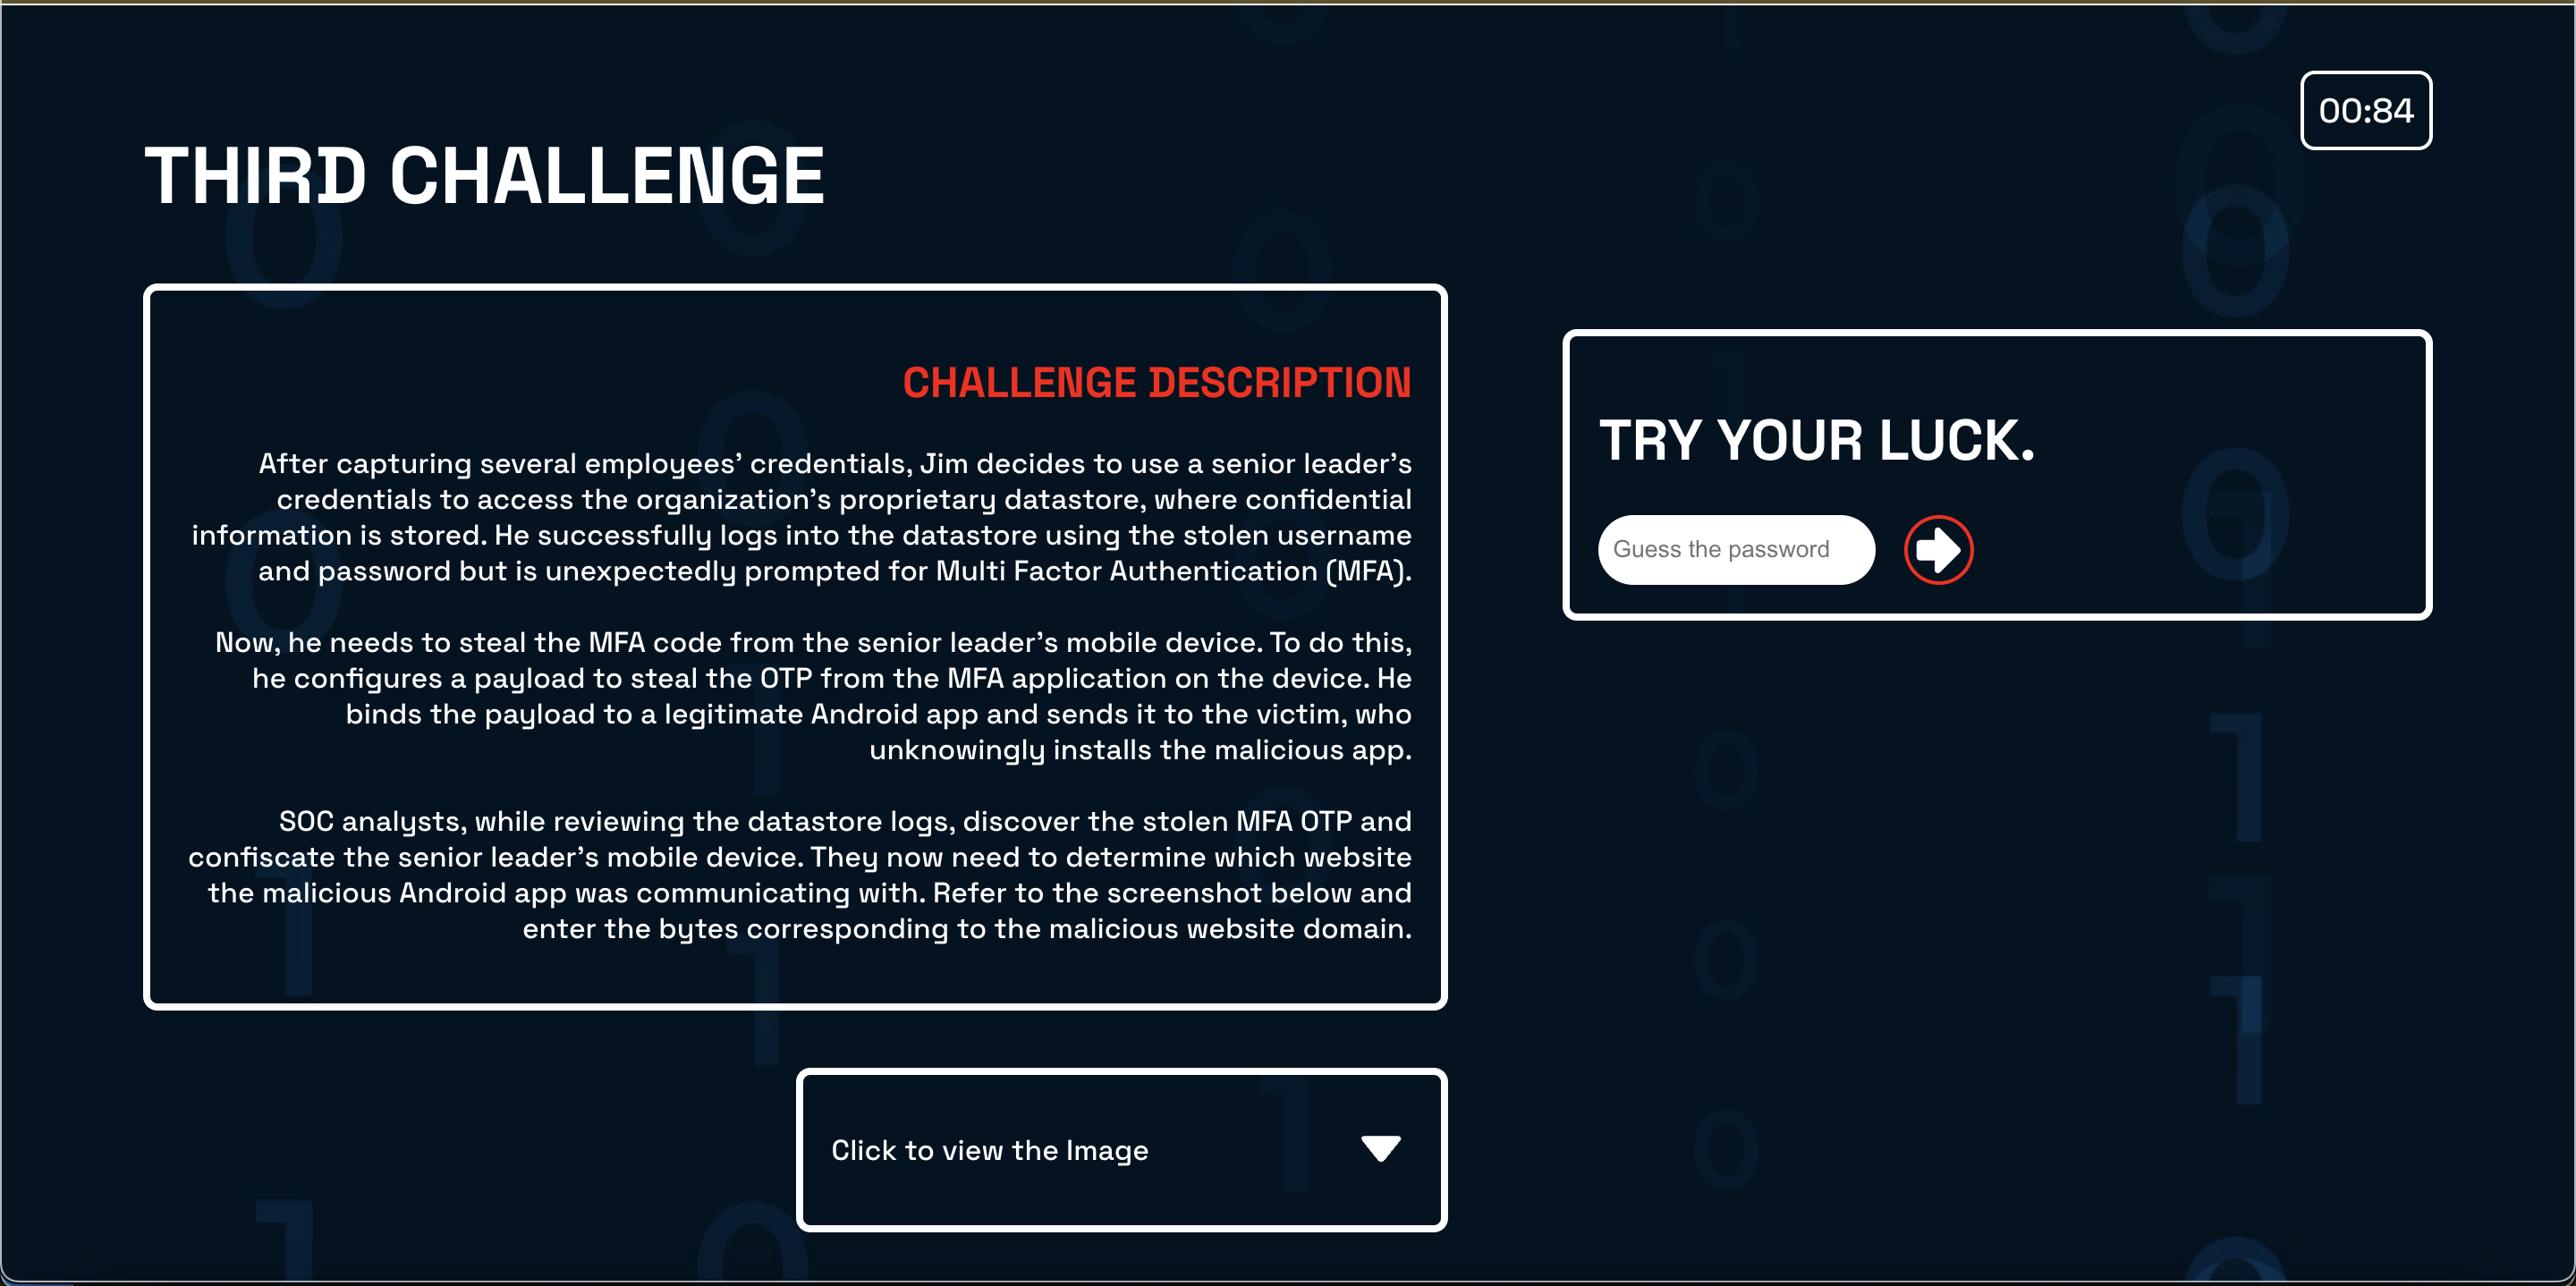 00:84
THIRD CHALLENGE
CHALLENGE DESCRIPTION
After capturing several employees’ credentials, Jim decides to use a senior leader’s
credentials to access the organization’s proprietary datastore, where confidential
information is stored. He successfully logs into the datastore using the stolen username
and password but is unexpectedly prompted for Multi Factor Authentication (MFA).
Now, he needs to steal the MFA code from the senior leader’s mobile device. To do this,
he configures a payload to steal the OTP from the MFA application on the device. He
binds the payload to a legitimate Android app and sends it to the victim, who
unknowingly installs the malicious app.
SOC analysts, while reviewing the datastore logs, discover the stolen MFA OTP and
confiscate the senior leader’s mobile device. They now need to determine which website
the malicious Android app was communicating with. Refer to the screenshot below and
enter the bytes corresponding to the malicious website domain.
Click to view the Image
TRY YOUR LUCK.
Guess the password